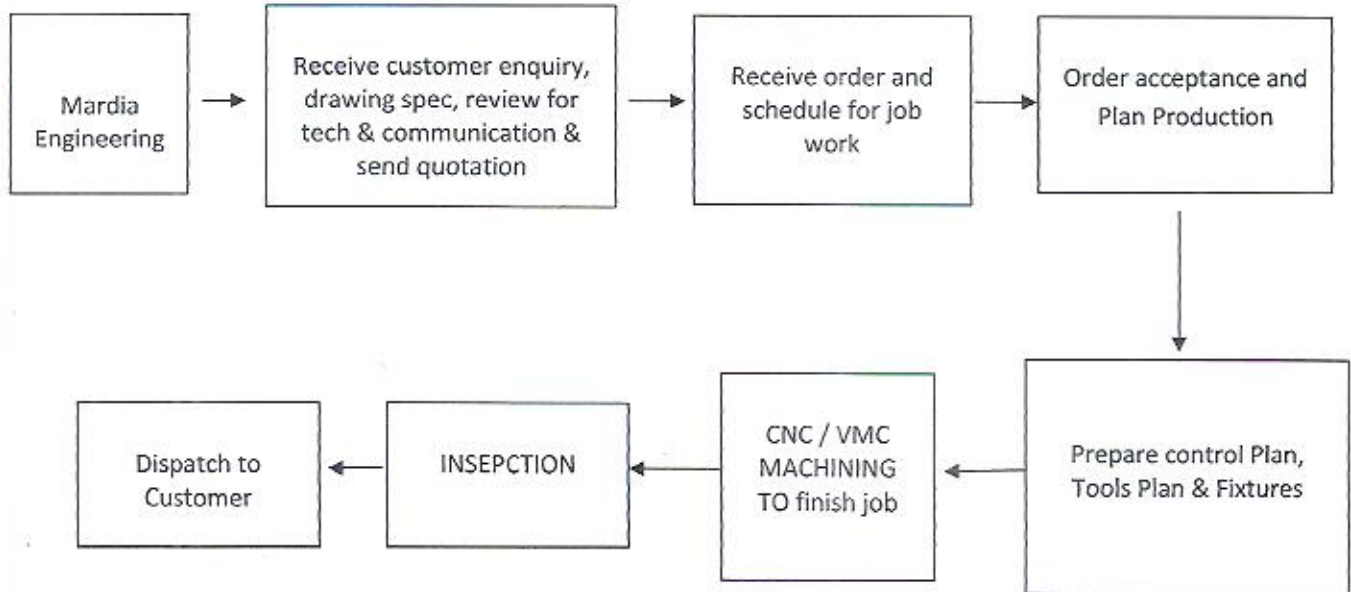 Mardia
Engineering
Receive customer enquiry,
drawing spec, review for
tech & communication &
send quotation
Receive order and
schedule for job
work
Order acceptance and
Plan Production
Prepare control Plan,
Tools Plan & Fixtures
CNC / VMC
MACHINING
TO finish job
INSEPCTION
Dispatch to
Customer